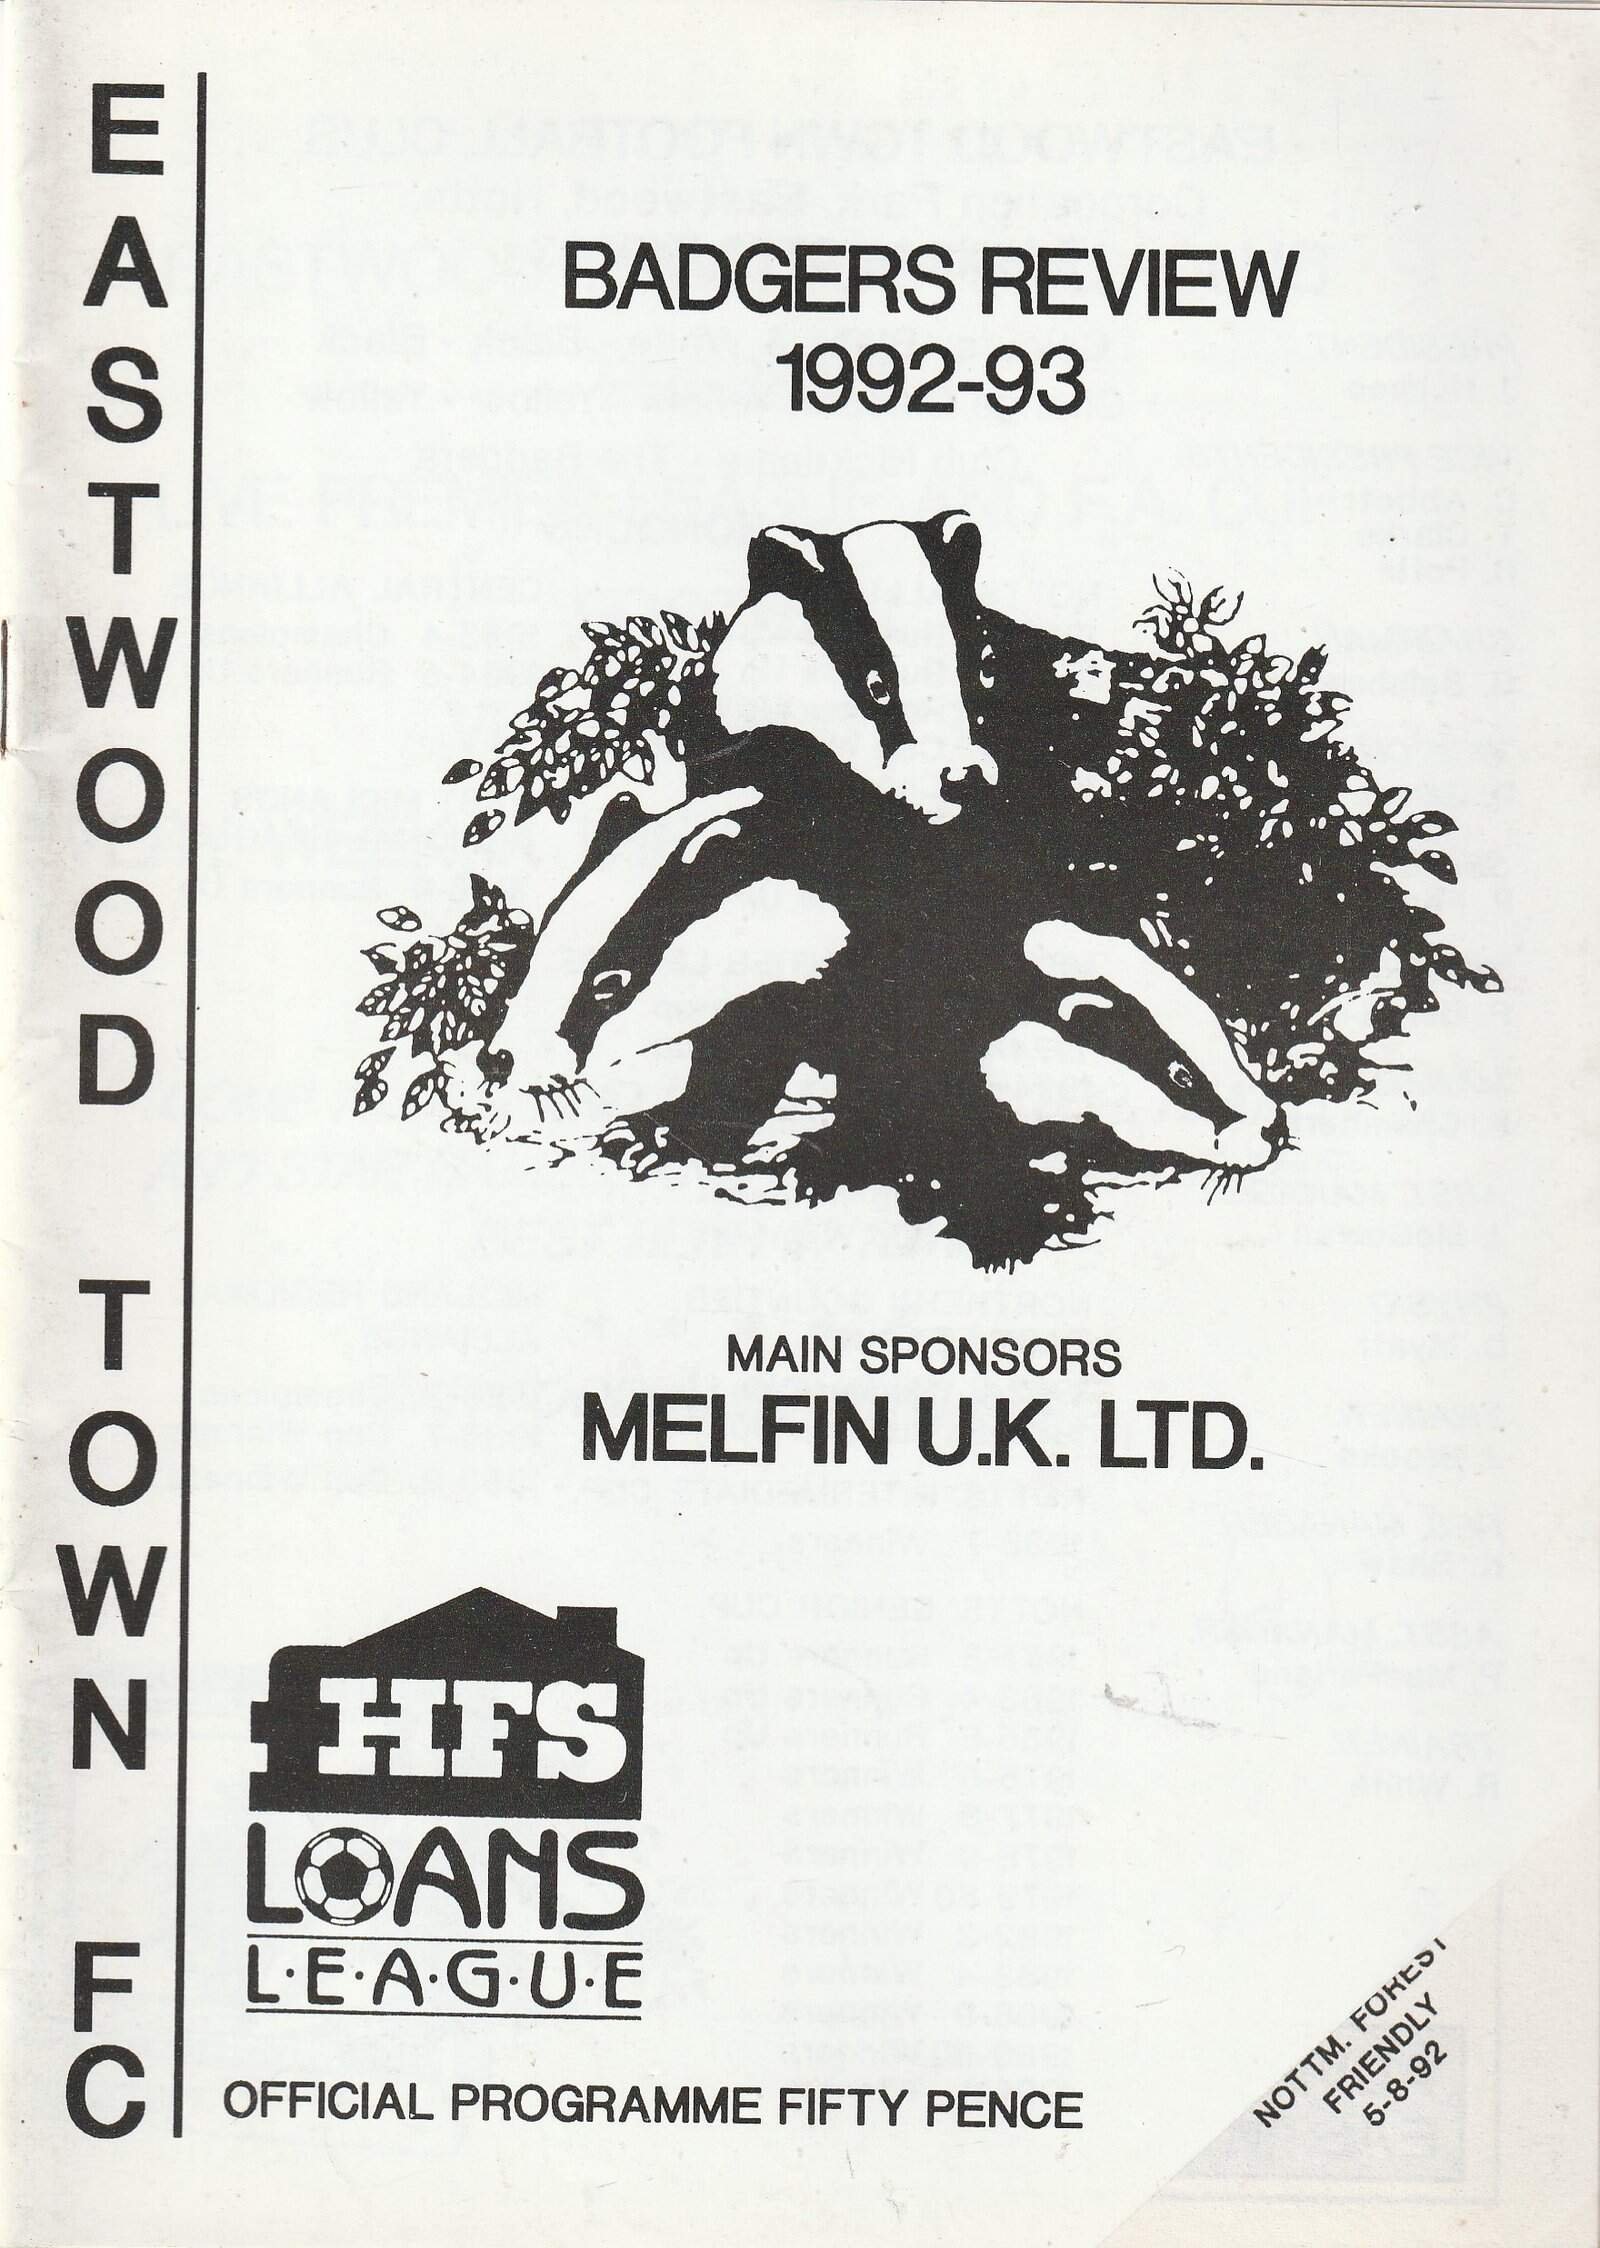 EASTWOOD TOWN FC
BADGERS REVIEW
1992-93
MAIN SPONSORS
MELFIN U.K. LTD.
HFS
LOANS
L·E·A·G·U·E
OFFICIAL PROGRAMME FIFTY PENCE
NOTTM. FOREST
FRIENDLY
5-8-92